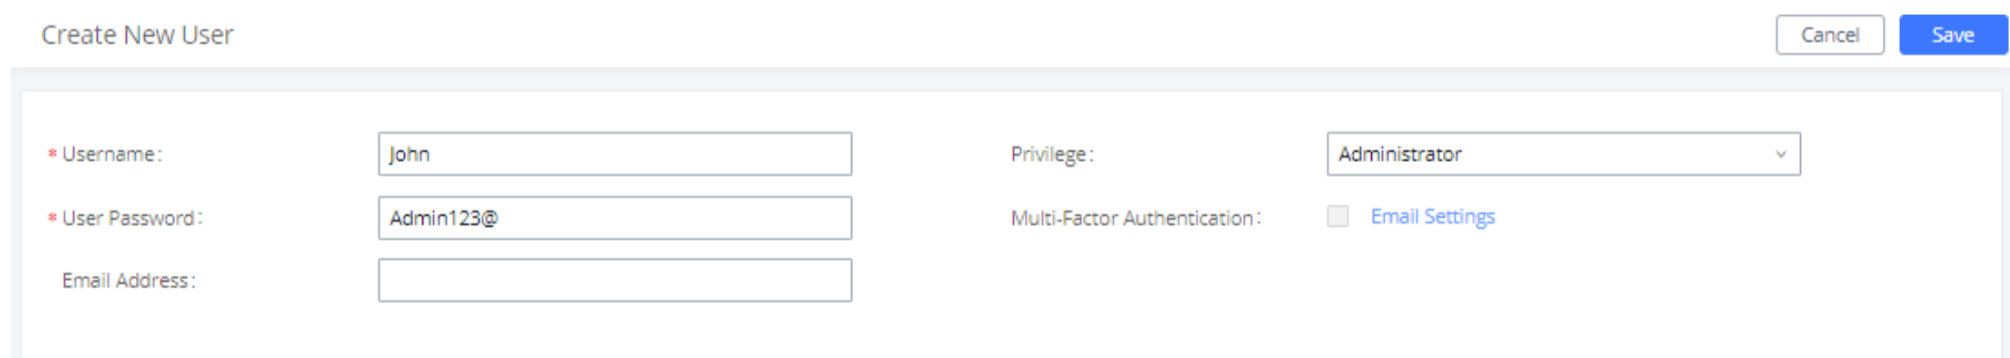 Create New User
Cancel
Save
* Username:
John
Privilege:
Administrator
* User Password:
Admin123@
Multi-Factor Authentication:
Email Settings
Email Address: